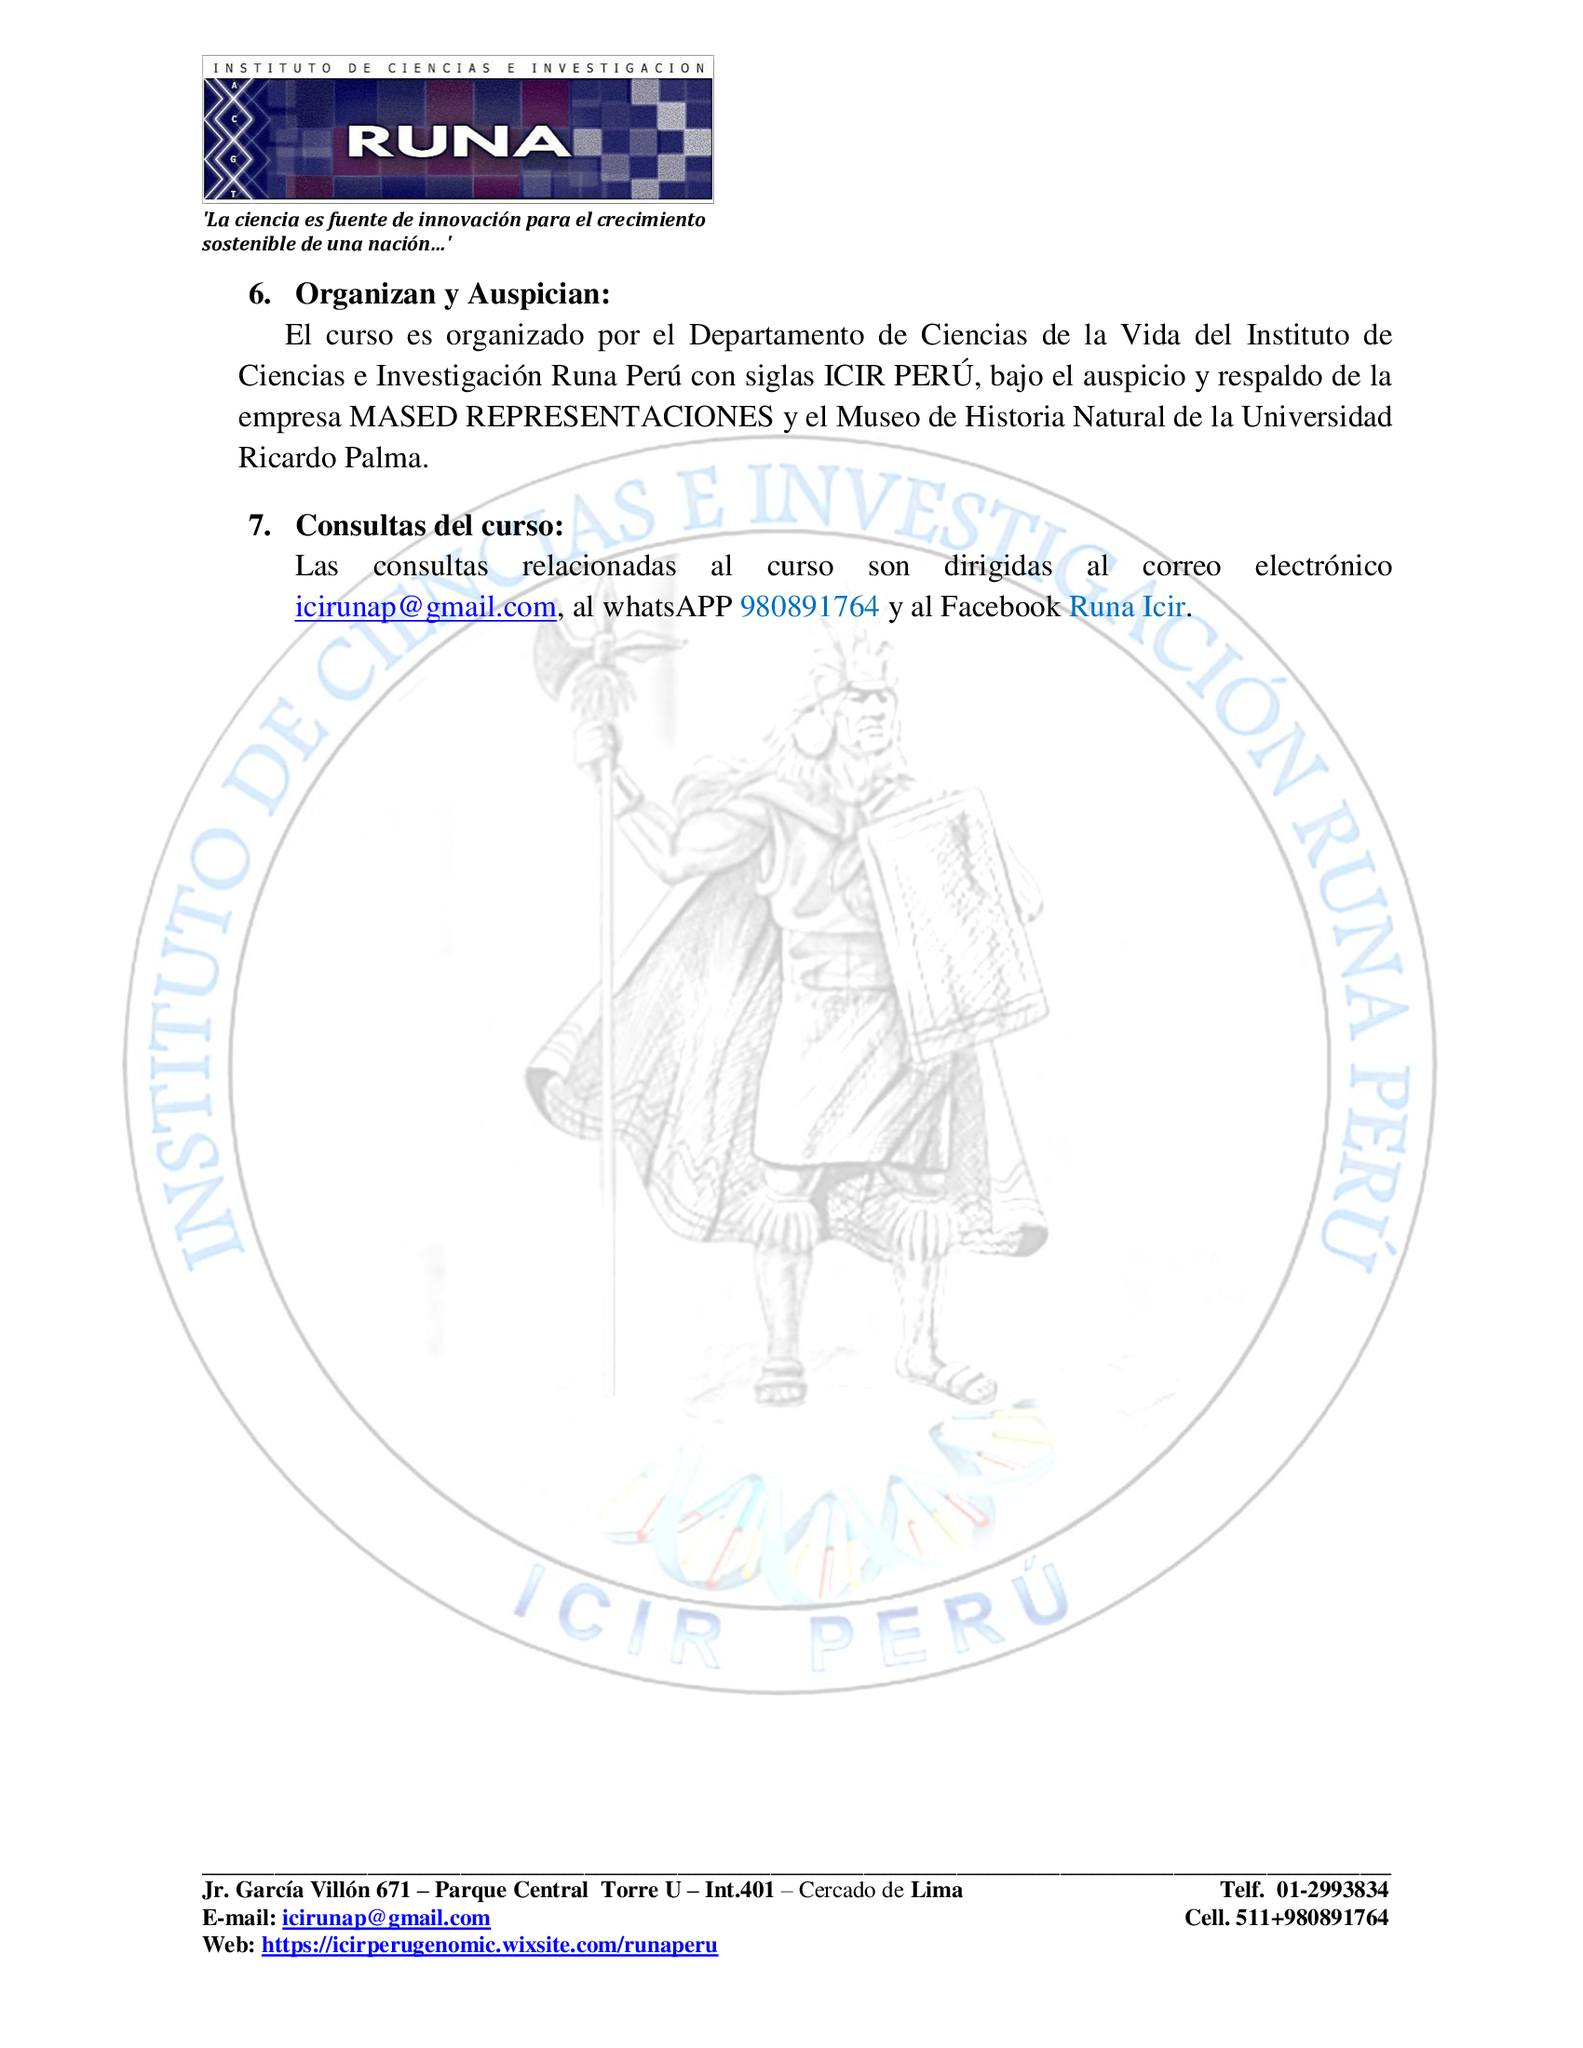 INSTITUTO DE CIENCIAS E INVESTIGACION
A
C
G
T
RUNA
'La ciencia es fuente de innovación para el crecimiento
sostenible de una nación...'
6. Organizan y Auspician:
El curso es organizado por el Departamento de Ciencias de la Vida del Instituto de
Ciencias e Investigación Runa Perú con siglas ICIR PERÚ, bajo el auspicio y respaldo de la
empresa MASED REPRESENTACIONES y el Museo de Historia Natural de la Universidad
Ricardo Palma.
7. Consultas del curso:
Las consultas relacionadas al curso son dirigidas al correo electrónico
icirunap@gmail.com, al whatsAPP 980891764 y al Facebook Runa Icir.
INSTITUTO DE CIENCIAS E INVESTIGACIÓN RUNA PERÚ
ICIR PERÚ
Jr. García Villón 671 – Parque Central Torre U – Int.401 – Cercado de Lima Telf. 01-2993834
E-mail: icirunap@gmail.com Cell. 511+980891764
Web: https://icirperugenomic.wixsite.com/runaperu